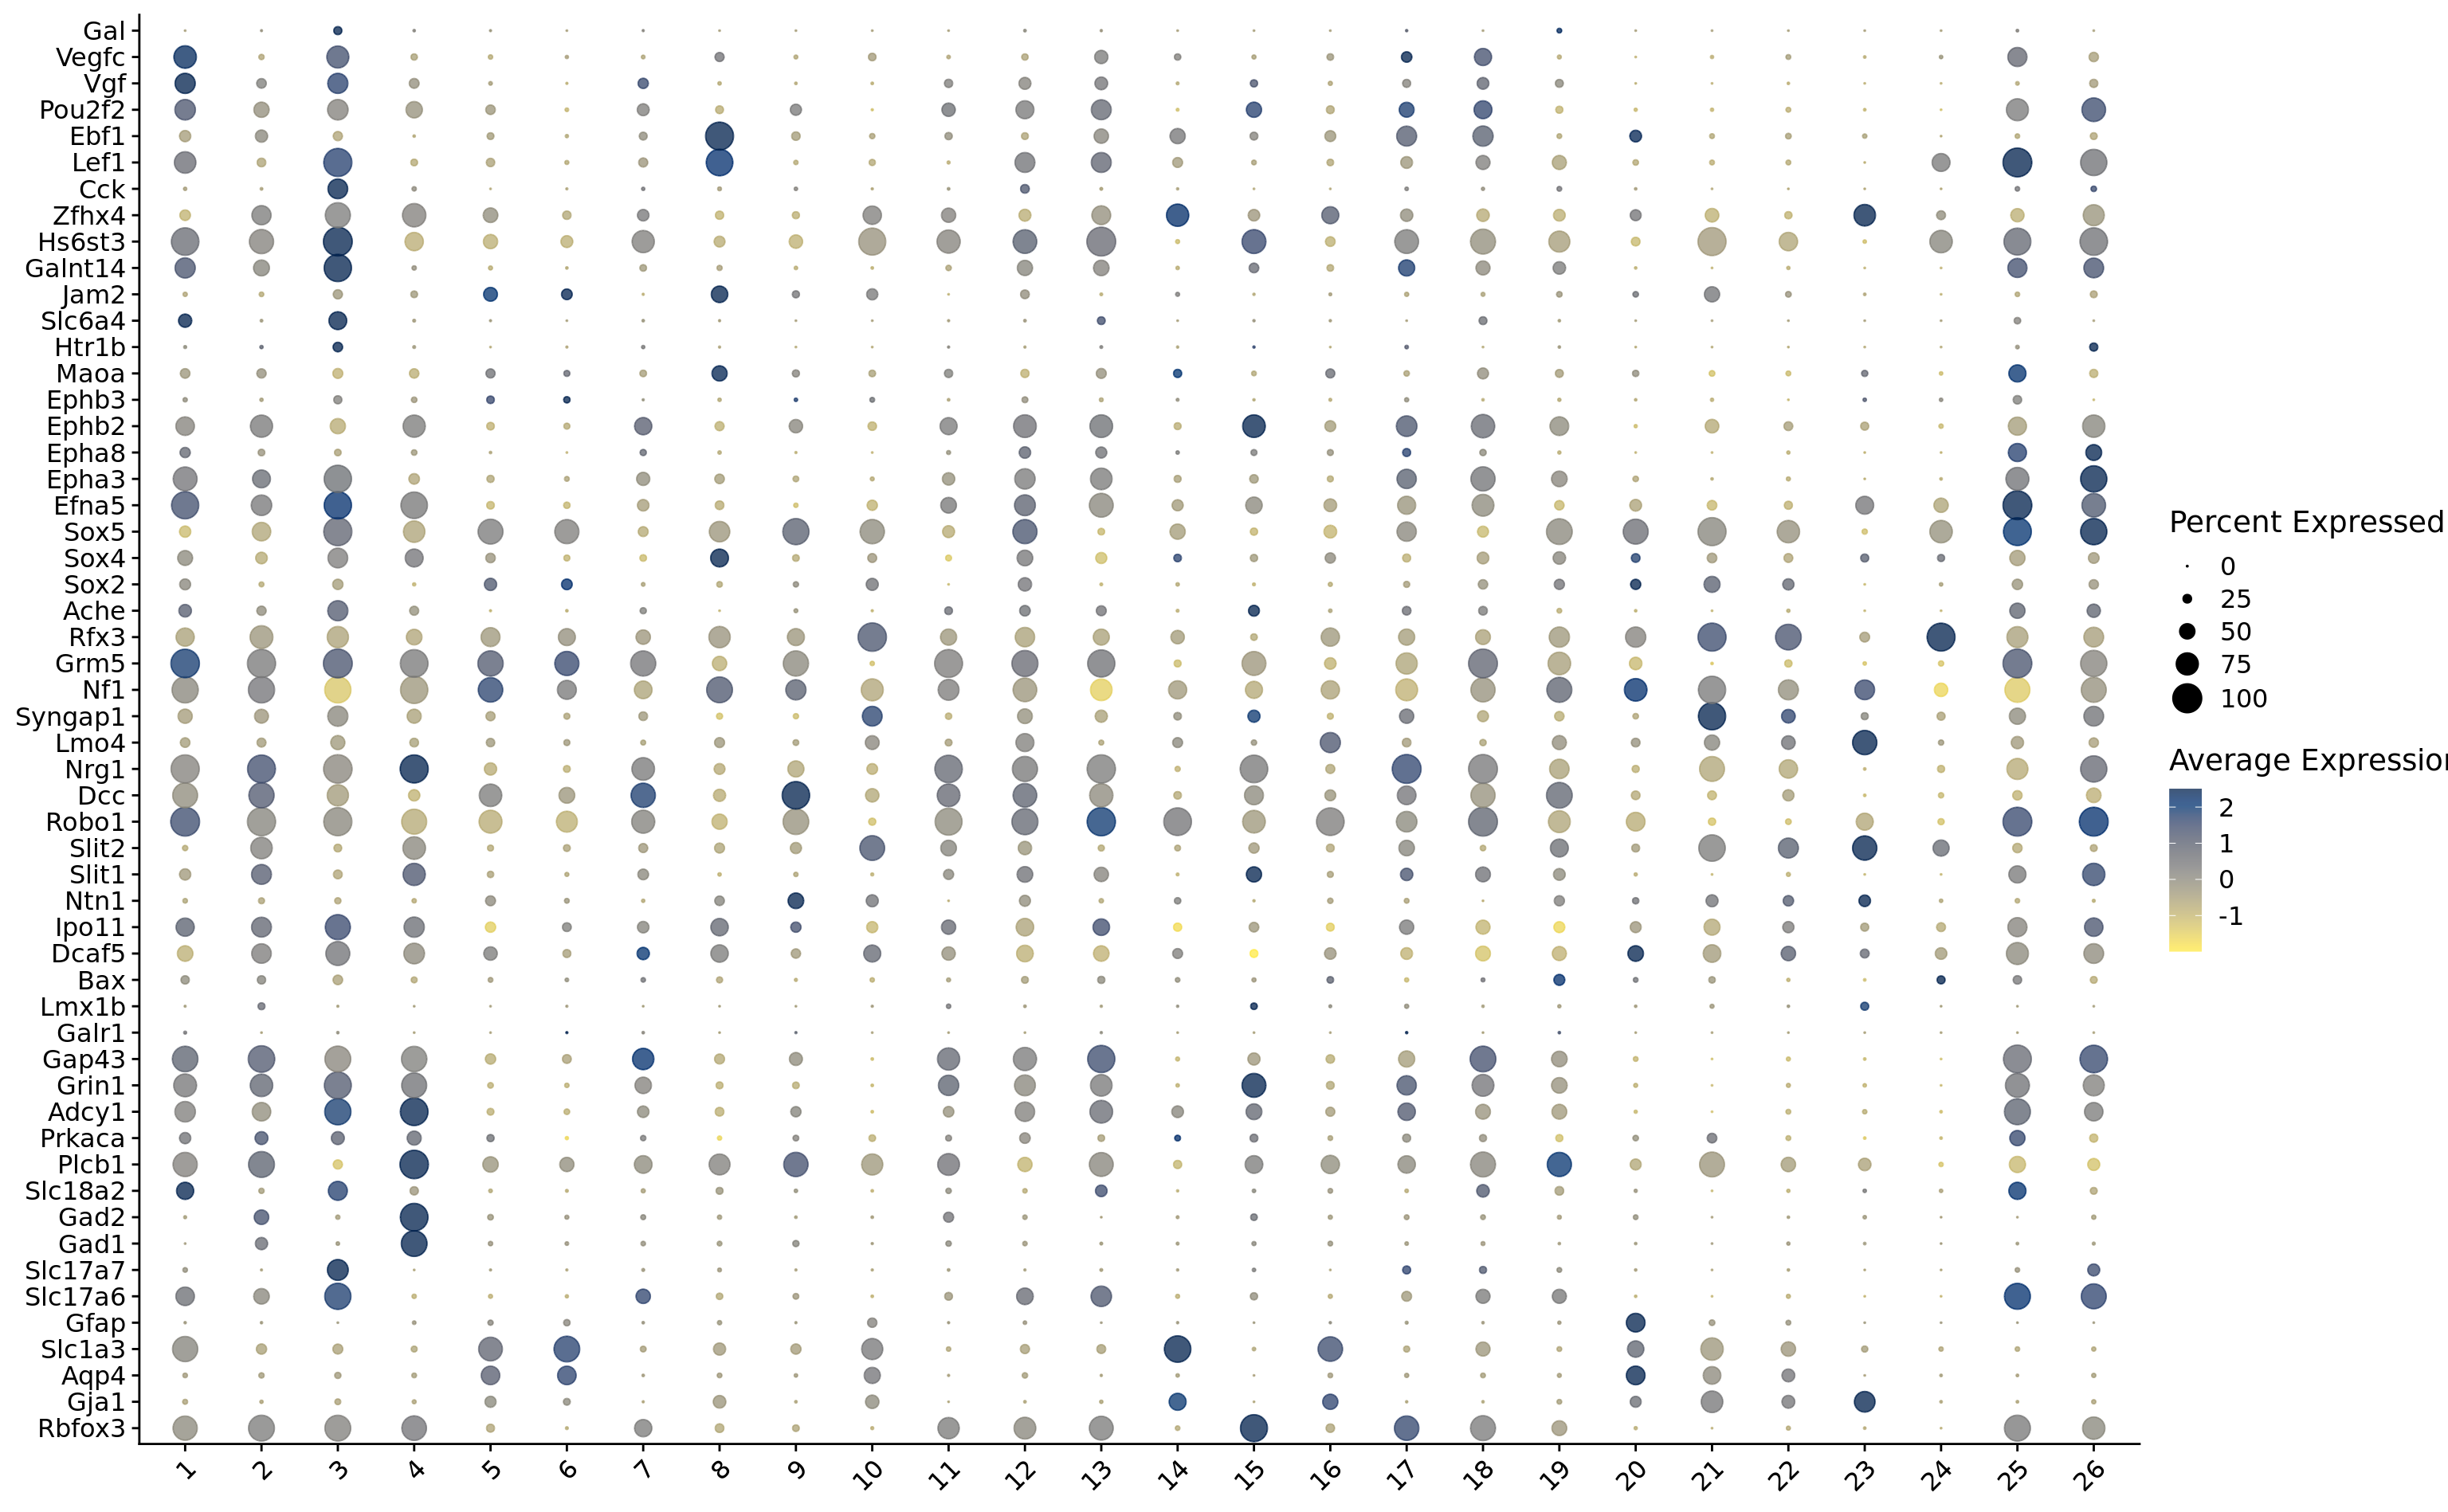 Gal
Vegfc
Vgf
Pou2f2
Ebf1
Lef1
Cck
Zfhx4
Hs6st3
Galnt14
Jam2
Slc6a4
Htr1b
Maoa
Ephb3
Ephb2
Epha8
Epha3
Efna5
Sox5
Sox4
Sox2
Ache
Rfx3
Grm5
Nf1
Syngap1
Lmo4
Nrg1
Dcc
Robo1
Slit2
Slit1
Ntn1
Ipo11
Dcaf5
Bax
Lmx1b
Galr1
Gap43
Grin1
Adcy1
Prkaca
Plcb1
Slc18a2
Gad2
Gad1
Slc17a7
Slc17a6
Gfap
Slc1a3
Aqp4
Gja1
Rbfox3
1 2 3 4 5 6 7 8 9 10 11 12 13 14 15 16 17 18 19 20 21 22 23 24 25 26
Percent Expressed
0
25
50
75
100
Average Expression
2
1
0
-1